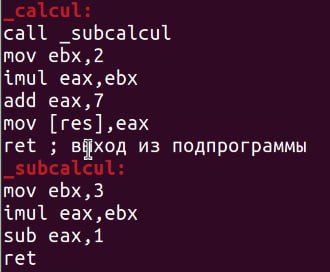 _calcul:
call _subcalcul
mov ebx,2
imul eax,ebx
add eax,7
mov [res],eax
ret ; выход из подпрограммы
_subcalcul:
mov ebx,3
imul eax,ebx
sub eax,1
ret